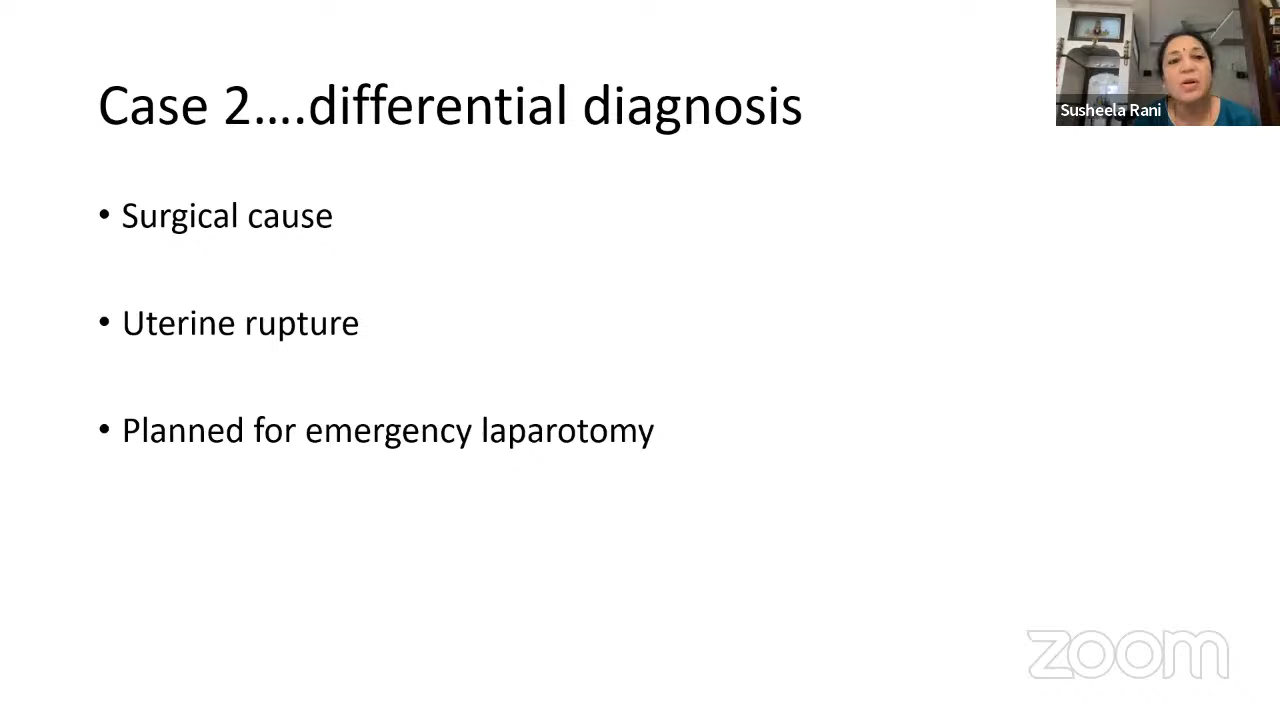 Case 2....differential diagnosis
Susheela Rani
• Surgical cause
• Uterine rupture
• Planned for emergency laparotomy
zoom